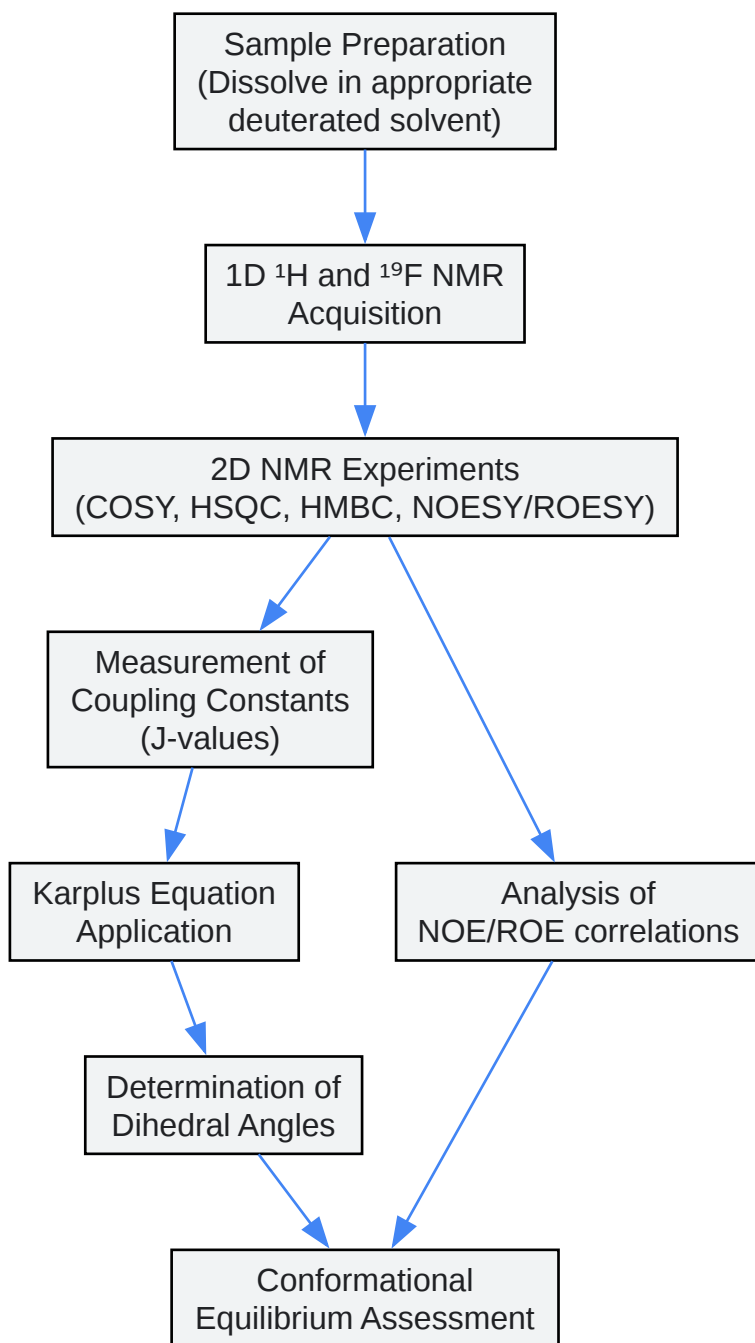 Sample Preparation
(Dissolve in appropriate
deuterated solvent)
1D ¹H and ¹⁹F NMR
Acquisition
2D NMR Experiments
(COSY, HSQC, HMBC, NOESY/ROESY)
Measurement of
Coupling Constants
(J-values)
Karplus Equation
Application
Analysis of
NOE/ROE correlations
Determination of
Dihedral Angles
Conformational
Equilibrium Assessment